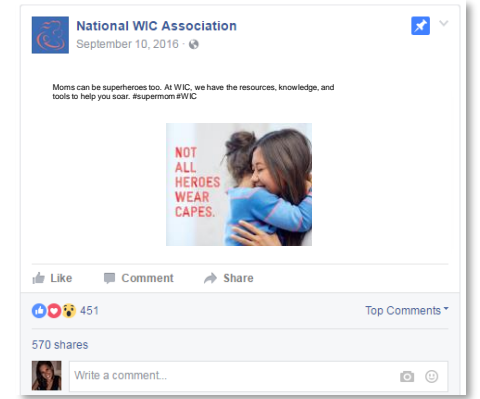 National WIC Association
September 10, 2016 ·
Moms can be superheroes too. At WIC, we have the resources, knowledge, and
tools to help you soar. #supermom#WIC
NOT
ALL
HEROES
WEAR
CAPES.
Like Comment Share
451 Top Comments
570 shares
Write a comment...